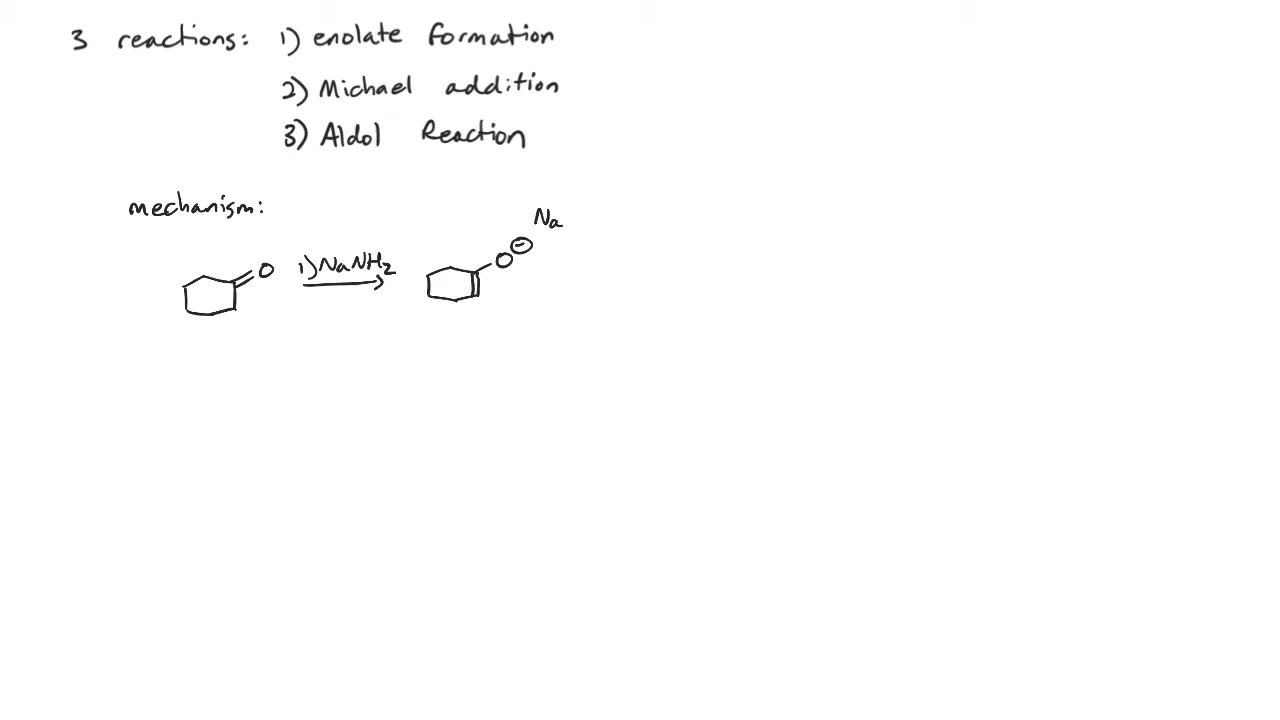 3 reactions: 1) enolate formation
2) Michael addition
3) Aldol Reaction
mechanism:
Na
O 1) NaNH2 O ⊖